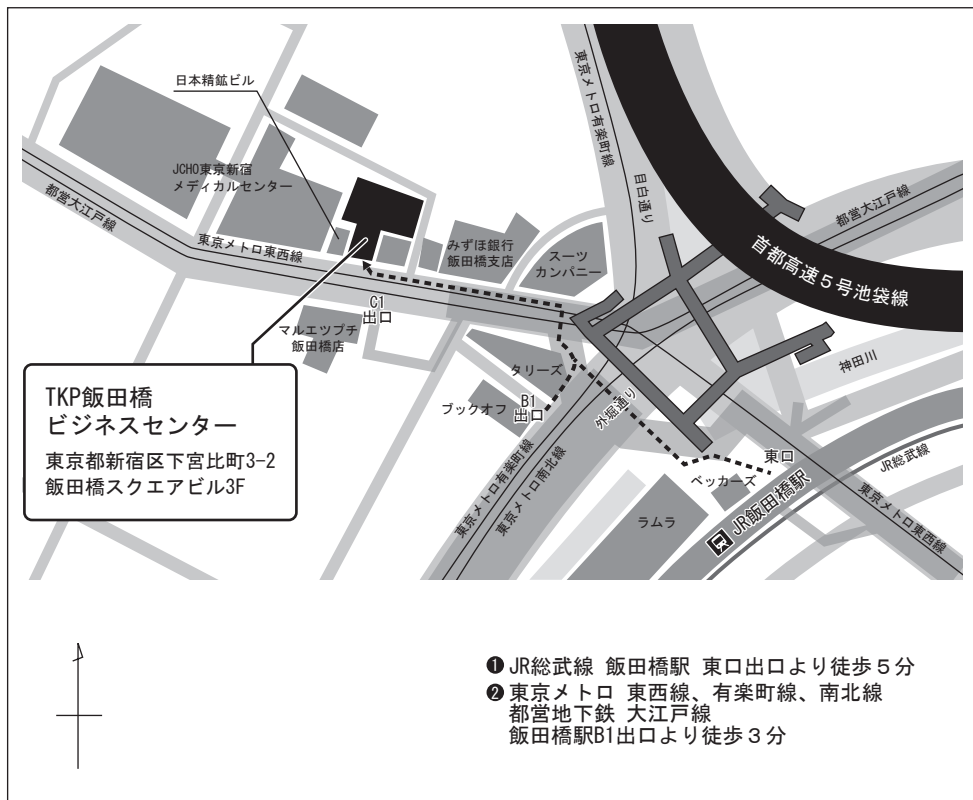 日本精鉱ビル
JCHO東京新宿
メディカルセンター
東京メトロ有楽町線
目白通り
都営大江戸線
首都高速５号池袋線
都営大江戸線
東京メトロ東西線
みずほ銀行
飯田橋支店
スーツ
カンパニー
C1
出口
マルエツプチ
飯田橋店
神田川
タリーズ
ブックオフ
B1
出口
外堀通り
TKP飯田橋
ビジネスセンター
東京都新宿区下宮比町3-2
飯田橋スクエアビル3F
東口
JR総武線
ベッカーズ
東京メトロ有楽町線
東京メトロ南北線
ラムラ
JR飯田橋駅
東京メトロ東西線
❶ JR総武線 飯田橋駅 東口出口より徒歩５分
❷ 東京メトロ 東西線、有楽町線、南北線
都営地下鉄 大江戸線
飯田橋駅B1出口より徒歩３分